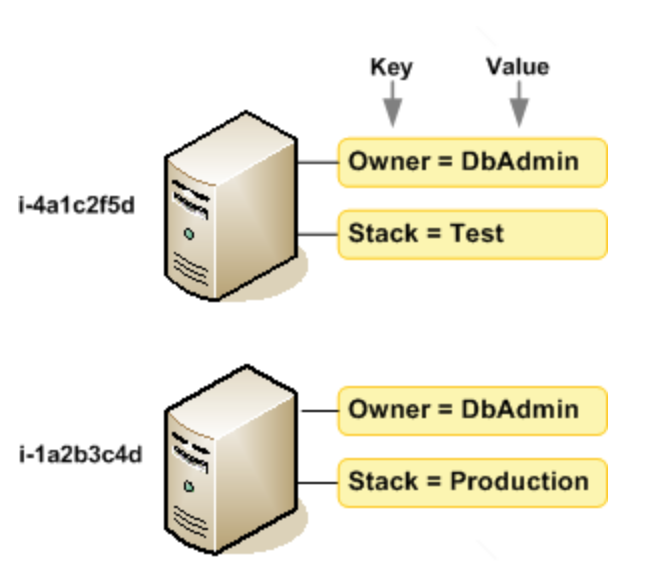 Key Value
Owner = DbAdmin
i-4a1c2f5d
Stack = Test
Owner = DbAdmin
i-1a2b3c4d
Stack = Production